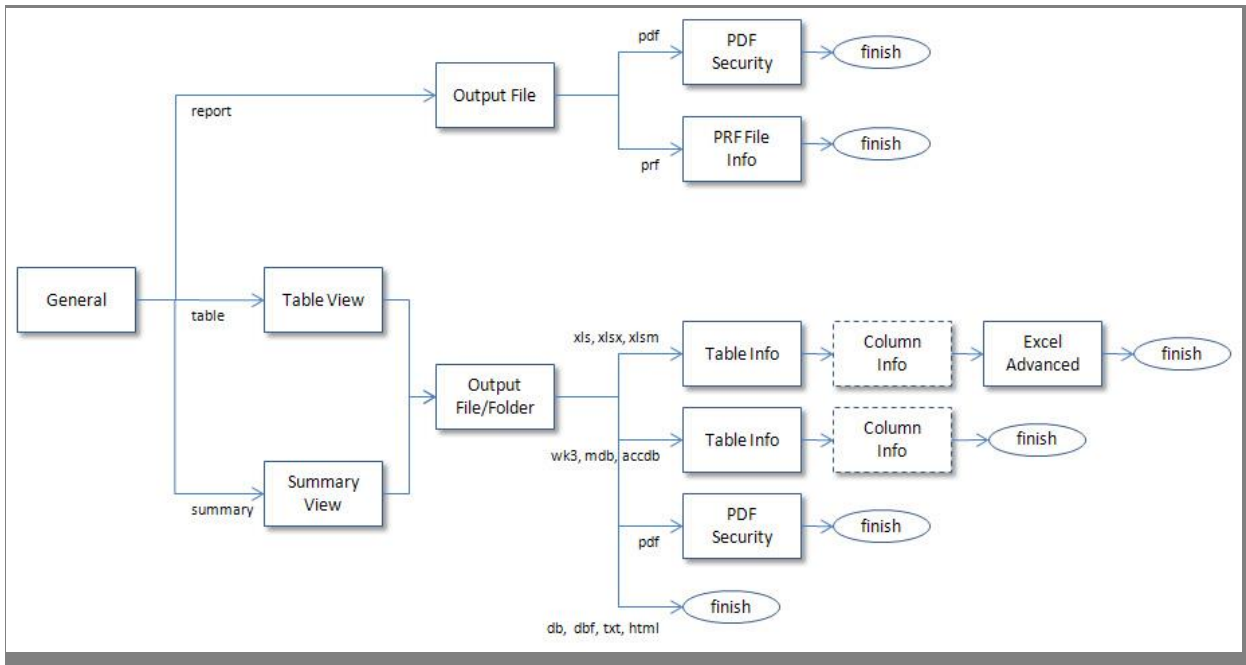 pdf
PDF
Security
finish
Output File
report
prf
PRF File
Info
finish
General
table
Table View
summary
Summary
View
Output
File/Folder
xls, xlsx, xlsm
Table Info
Column
Info
Excel
Advanced
finish
wk3, mdb, accdb
Table Info
Column
Info
finish
pdf
PDF
Security
finish
db, dbf, txt, html
finish